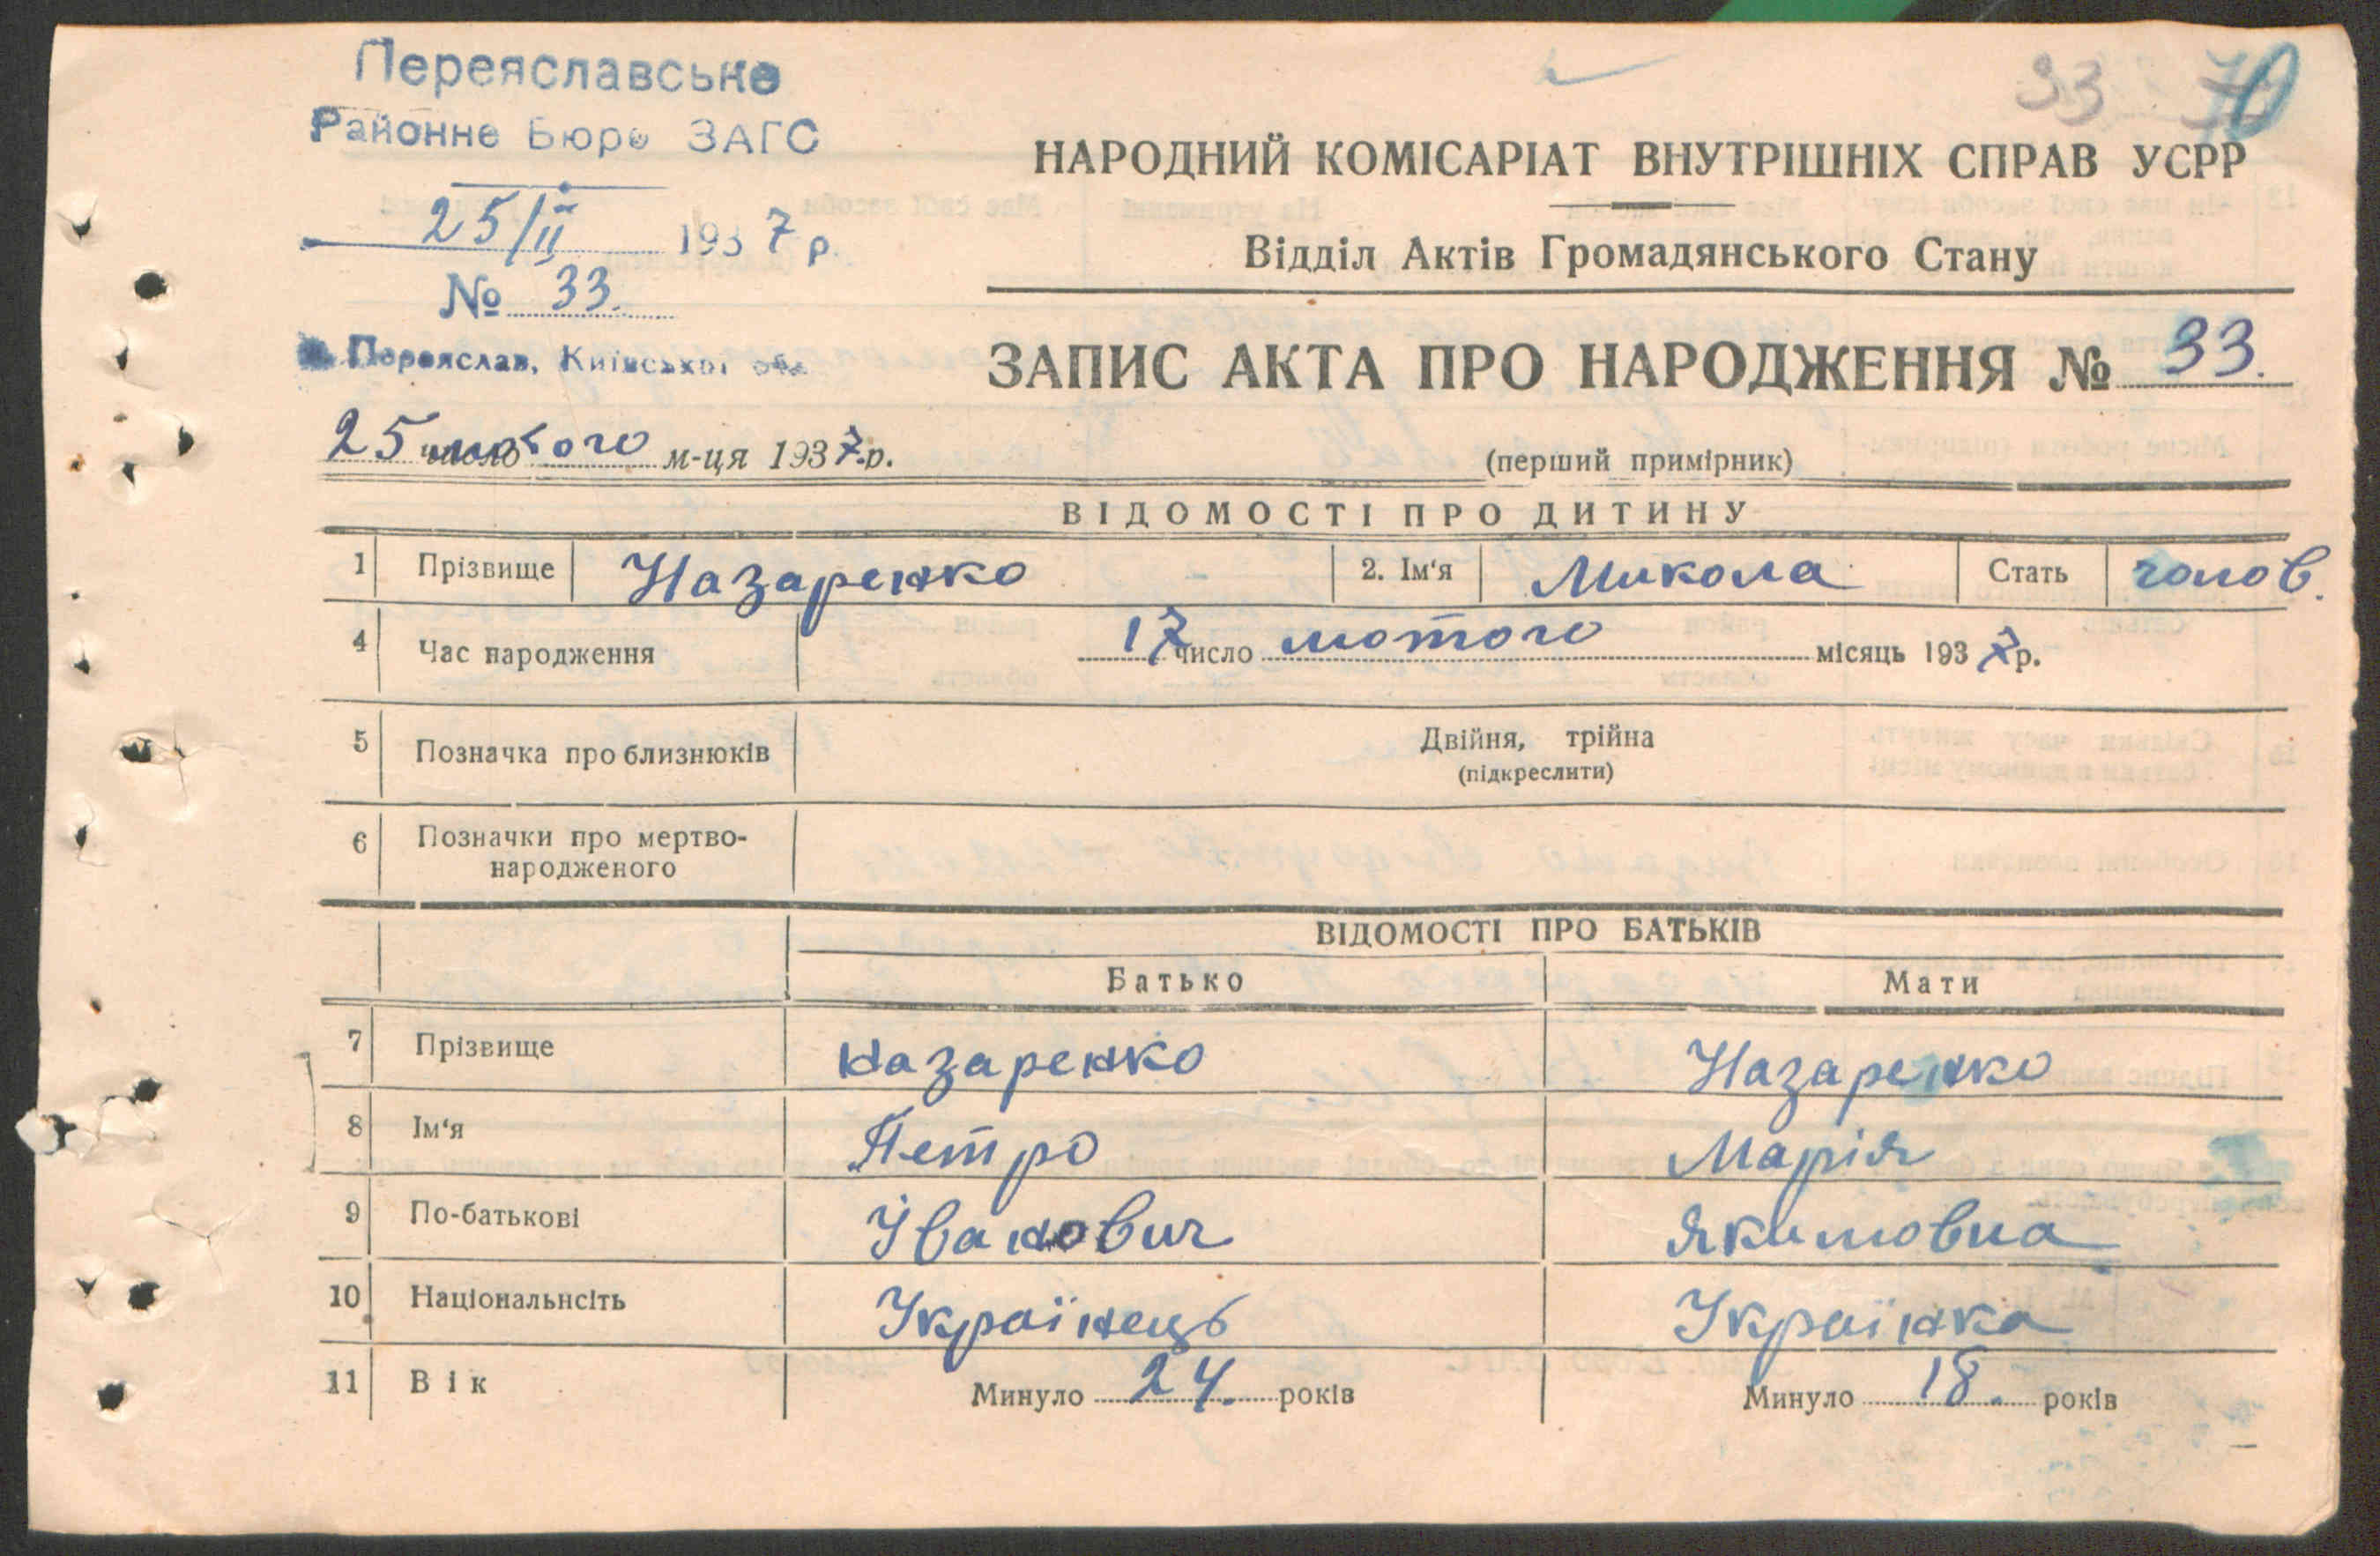 Переяславське
Районне Бюро ЗАГС
25/II 1937 р.
№ 33.
Переяслав, Київської обл.
33 70
НАРОДНИЙ КОМІСАРІАТ ВНУТРІШНІХ СПРАВ УСРР
Відділ Актів Громадянського Стану
ЗАПИС АКТА ПРО НАРОДЖЕННЯ № 33.
25 число лютого м-ця 1937 р.
(перший примірник)
ВІДОМОСТІ ПРО ДИТИНУ
1 Прізвище Назаренко 2. Ім'я Микола Стать чолов.
4 Час народження 17 число лютого місяць 1937 р.
5 Позначка про близнюків Двійня, трійна
(підкреслити)
6 Позначки про мертво-
народженого
ВІДОМОСТІ ПРО БАТЬКІВ
Батько Мати
7 Прізвище Назаренко Назаренко
8 Ім'я Петро Марія
9 По-батькові Іванович Якимовна
10 Національнсіть Українець Українка
11 Вік Минуло 24. років Минуло 18. років